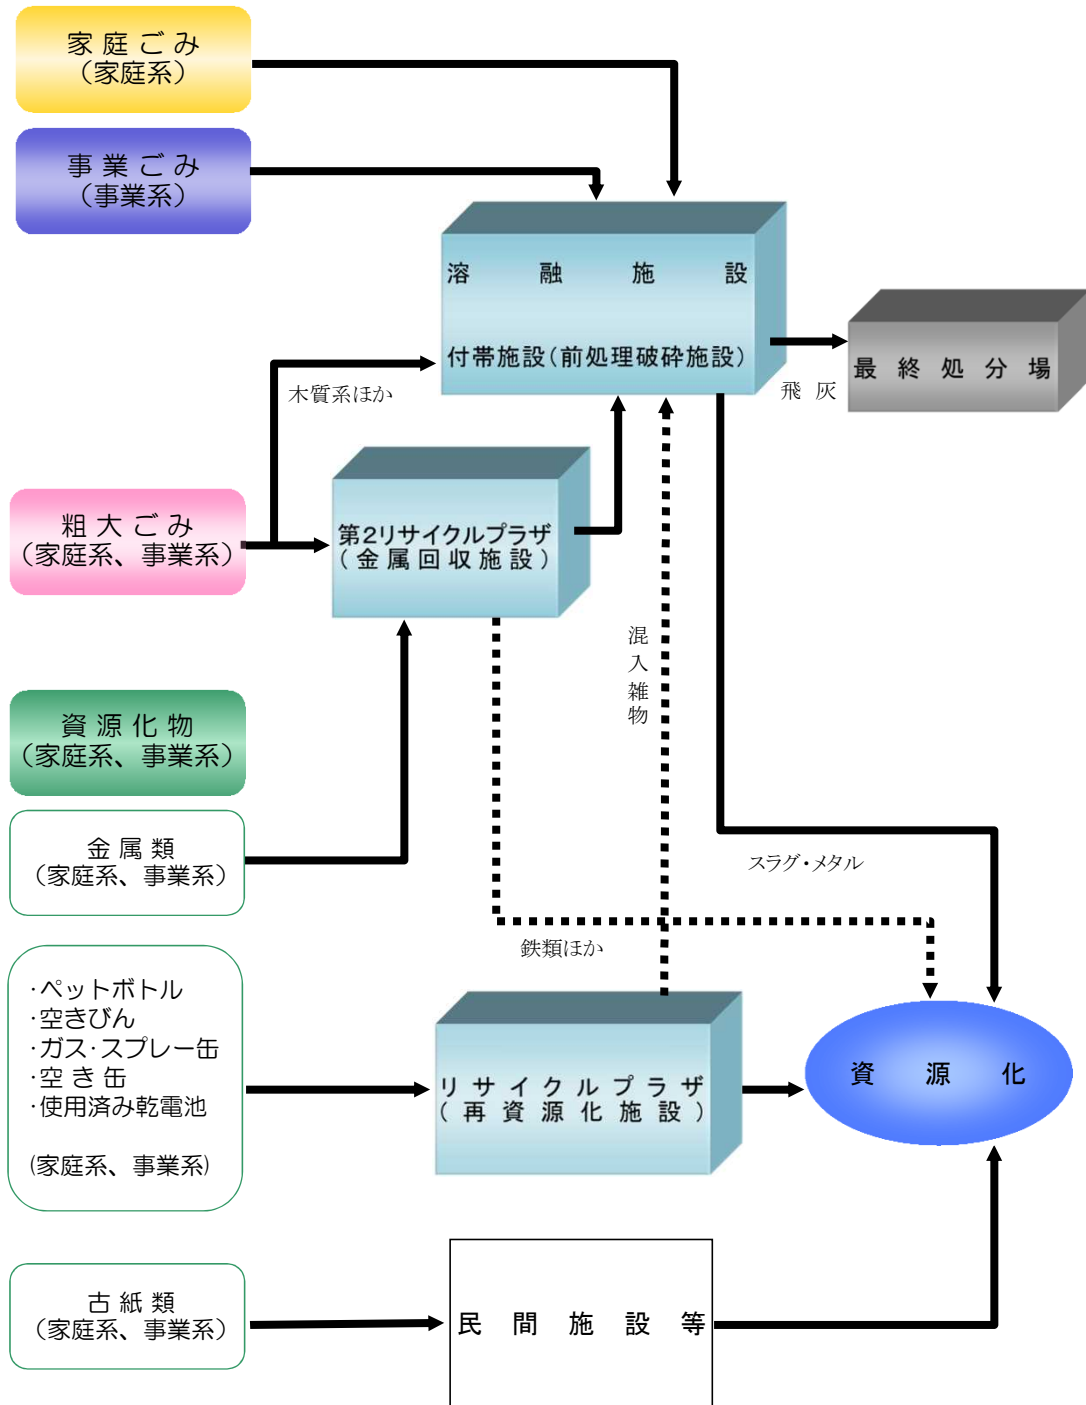 家庭ごみ
（家庭系）
事業ごみ
（事業系）
溶融施設
付帯施設（前処理破砕施設）
最終処分場
飛灰
木質系ほか
粗大ごみ
（家庭系、事業系）
第2リサイクルプラザ
（金属回収施設）
混入雑物
資源化物
（家庭系、事業系）
金属類
（家庭系、事業系）
スラグ・メタル
鉄類ほか
・ペットボトル
・空きびん
・ガス・スプレー缶
・空き缶
・使用済み乾電池
（家庭系、事業系）
リサイクルプラザ
（再資源化施設）
資源化
古紙類
（家庭系、事業系）
民間施設等